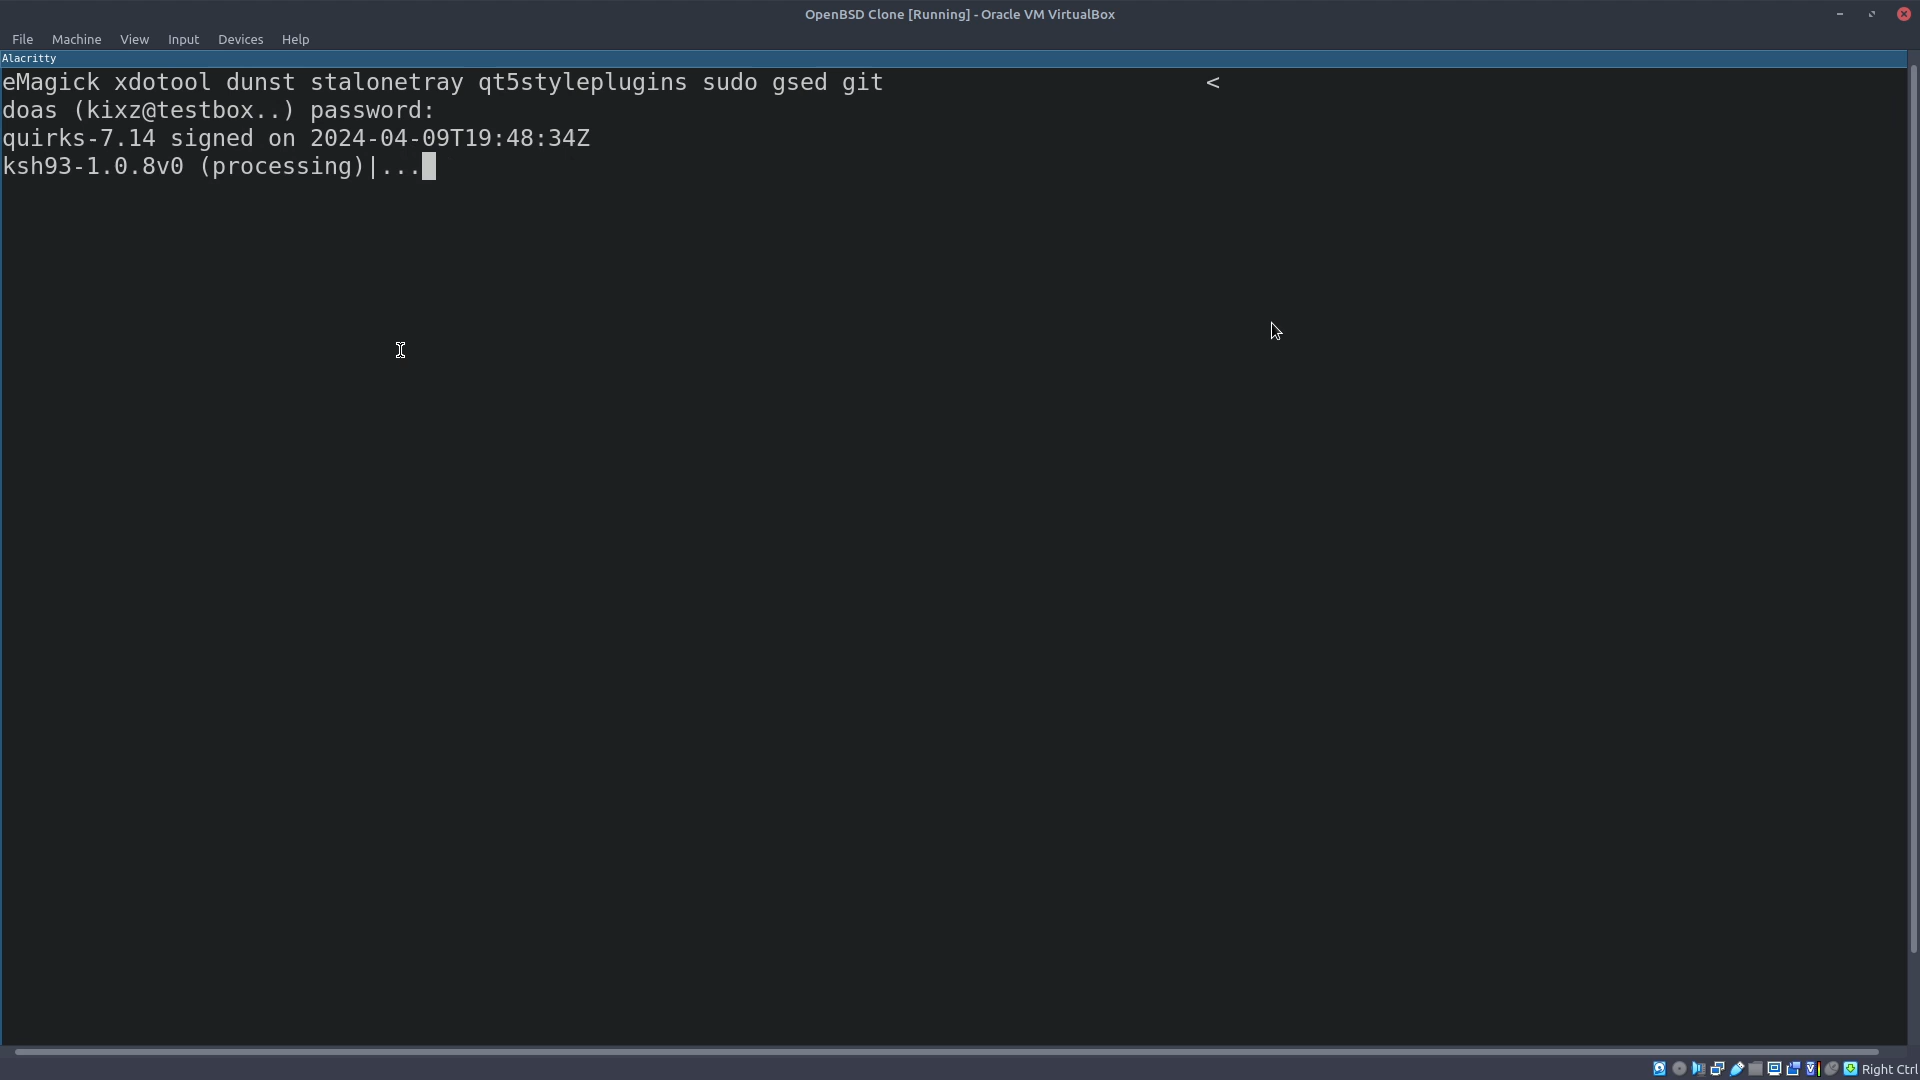 OpenBSD Clone [Running] - Oracle VM VirtualBox
File Machine View Input Devices Help
Alacritty
eMagick xdotool dunst stalonetray qt5styleplugins sudo gsed git <
doas (kixz@testbox..) password:
quirks-7.14 signed on 2024-04-09T19:48:34Z
ksh93-1.0.8v0 (processing)|...
Right Ctrl